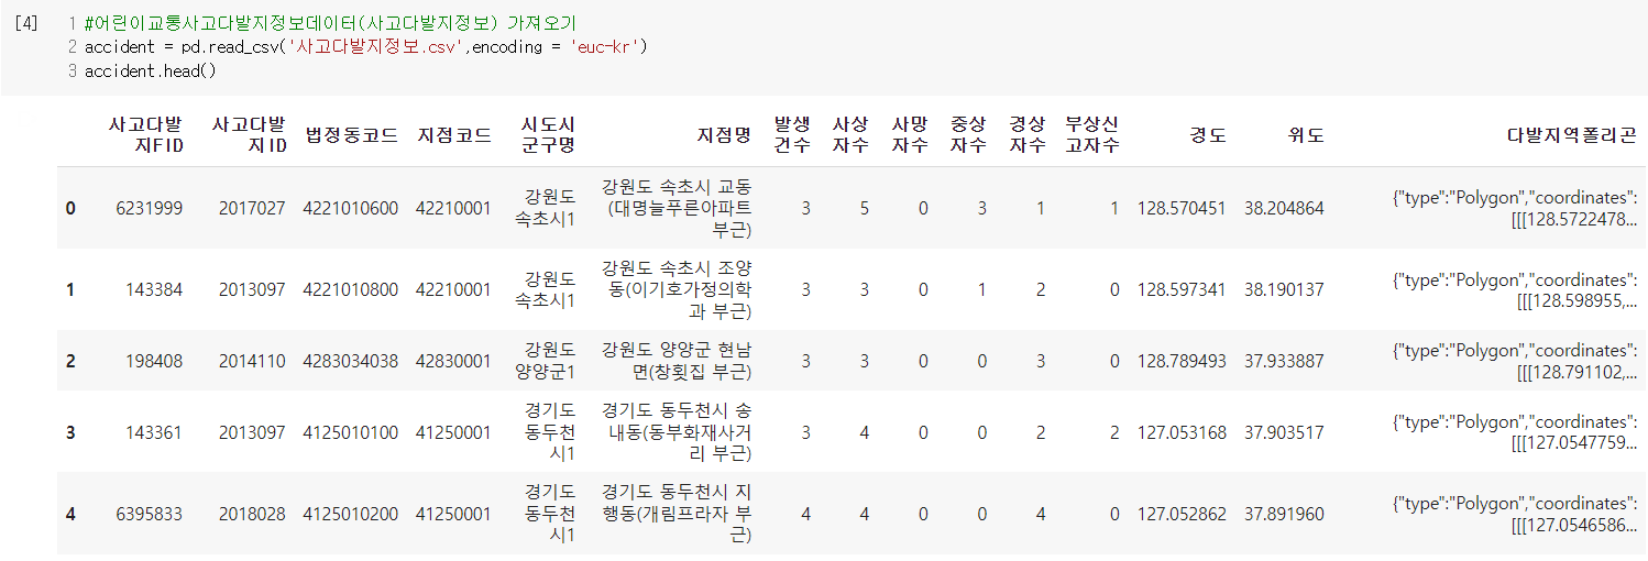 [4] 1 #어린이교통사고다발지정보데이터(사고다발지정보) 가져오기
2 accident = pd.read_csv('사고다발지정보.csv',encoding = 'euc-kr')
3 accident.head()
사고다발지FID 사고다발지ID 법정동코드 지점코드 시도시군구명 지점명 발생건수 사상자수 사망자수 중상자수 경상자수 부상신고자수 경도 위도 다발지역폴리곤
0 6231999 2017027 4221010600 42210001 강원도 속초시1 강원도 속초시 교동(대명늘푸른아파트 부근) 3 5 0 3 1 1 128.570451 38.204864 {"type":"Polygon","coordinates":[[[128.5722478...
1 143384 2013097 4221010800 42210001 강원도 속초시1 강원도 속초시 조양동(이기호가정의학과 부근) 3 3 0 1 2 0 128.597341 38.190137 {"type":"Polygon","coordinates":[[[128.598955,...
2 198408 2014110 4283034038 42830001 강원도 양양군1 강원도 양양군 현남면(창횟집 부근) 3 3 0 0 3 0 128.789493 37.933887 {"type":"Polygon","coordinates":[[[128.791102,...
3 143361 2013097 4125010100 41250001 경기도 동두천시1 경기도 동두천시 송내동(동부화재사거리 부근) 3 4 0 0 2 2 127.053168 37.903517 {"type":"Polygon","coordinates":[[[127.0547759...
4 6395833 2018028 4125010200 41250001 경기도 동두천시1 경기도 동두천시 지행동(개림프라자 부근) 4 4 0 0 4 0 127.052862 37.891960 {"type":"Polygon","coordinates":[[[127.0546586...